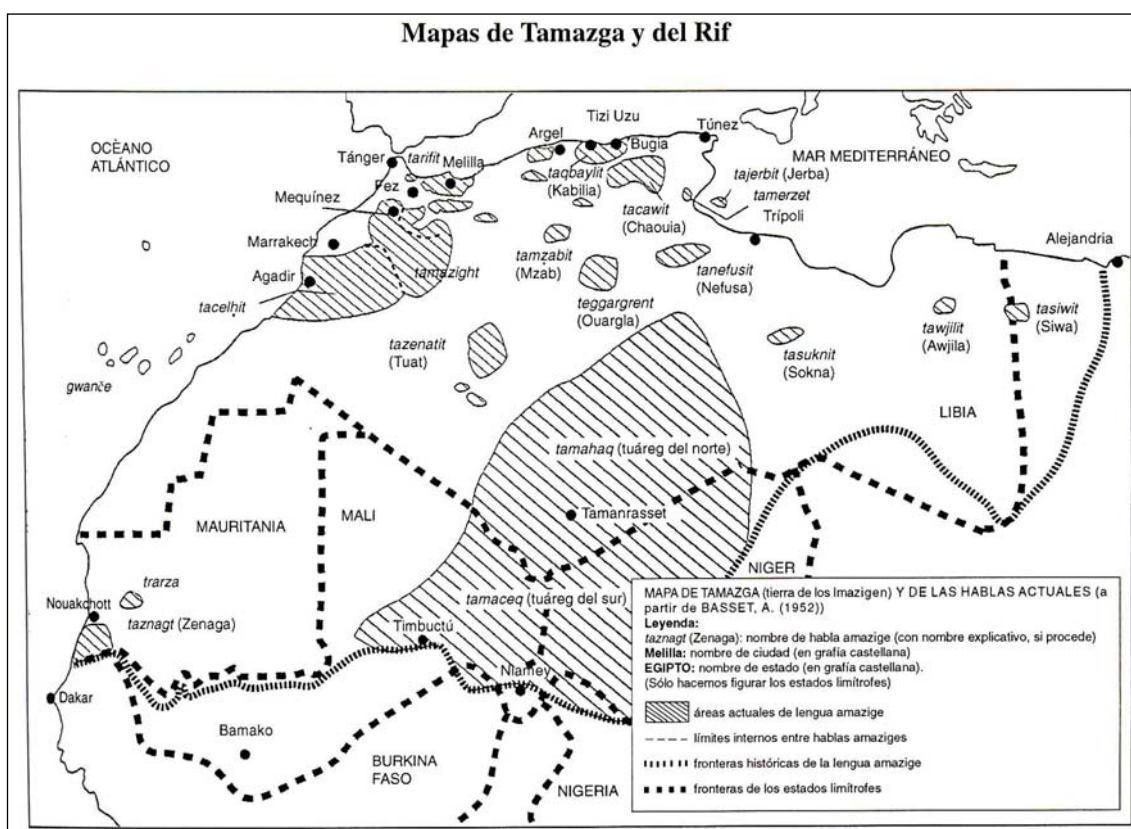 Mapas de Tamazga y del Rif
OCÈANO
ATLÁNTICO
Tánger
tarifit
Melilla
Fez
Mequínez
Marrakech
Agadir
tamazight
tacelhit
gwanče
Argel
Tizi Uzu
Bugia
taqbaylit
(Kabilia)
Túnez
MAR MEDITERRÁNEO
tajerbit (Jerba)
tamerzet
Trípoli
tacawit
(Chaouia)
tamzabit
(Mzab)
tanefusit
(Nefusa)
teggargrent
(Ouargla)
tazenatit
(Tuat)
tasuknit
(Sokna)
Alejandria
tawjilit
(Awjila)
tasiwit
(Siwa)
LIBIA
tamahaq (tuáreg del norte)
Tamanrasset
MAURITANIA
MALI
NIGER
trarza
Nouakchott
taznagt (Zenaga)
tamaceq (tuáreg del sur)
Timbuctú
Niamey
Dakar
Bamako
BURKINA
FASO
NIGERIA
MAPA DE TAMAZGA (tierra de los Imazigen) Y DE LAS HABLAS ACTUALES (a
partir de BASSET, A. (1952))
Leyenda:
taznagt (Zenaga): nombre de habla amazige (con nombre explicativo, si procede)
Melilla: nombre de ciudad (en grafía castellana)
EGIPTO: nombre de estado (en grafía castellana).
(Sólo hacemos figurar los estados limítrofes)
áreas actuales de lengua amazige
límites internos entre hablas amaziges
fronteras históricas de la lengua amazige
fronteras de los estados limítrofes